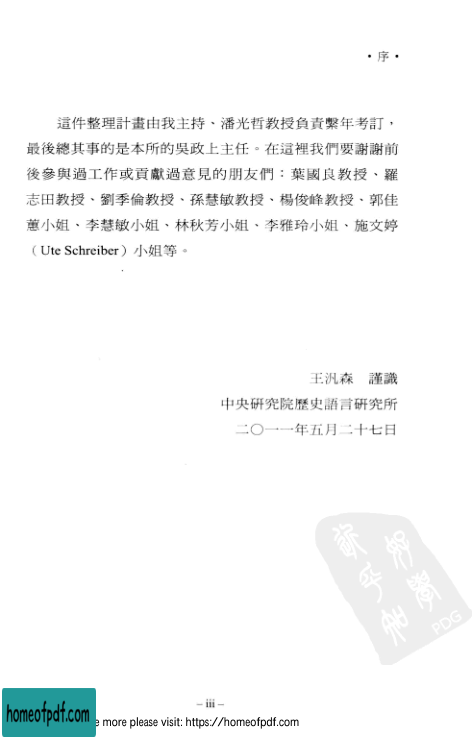 • 序 •
這件整理計畫由我主持、潘光哲教授負責繫年考訂，
最後總其事的是本所的吳政上主任。在這裡我們要謝謝前
後參與過工作或貢獻過意見的朋友們：葉國良教授、羅
志田教授、劉季倫教授、孫慧敏教授、楊俊峰教授、郭佳
蕙小姐、李慧敏小姐、林秋芳小姐、李雅玲小姐、施文婷
（Ute Schreiber）小姐等。
王汎森　謹識
中央研究院歷史語言研究所
二〇一一年五月二十七日
PDG
– iii –
homeofpdf.com
e more please visit: https://homeofpdf.com